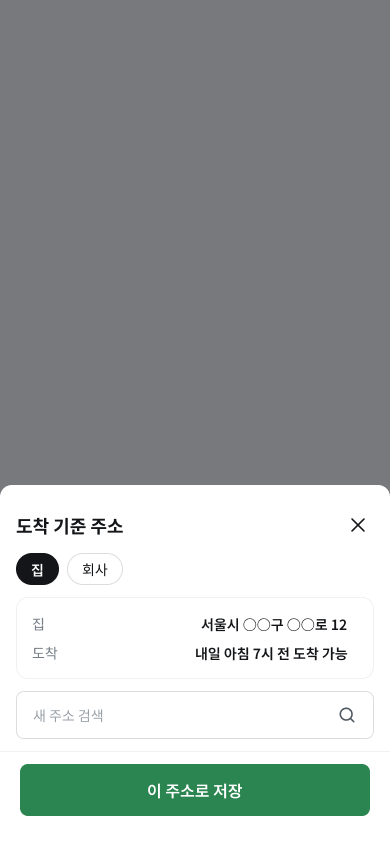 도착 기준 주소
집 회사
집 서울시 ○○구 ○○로 12
도착 내일 아침 7시 전 도착 가능
새 주소 검색
이 주소로 저장